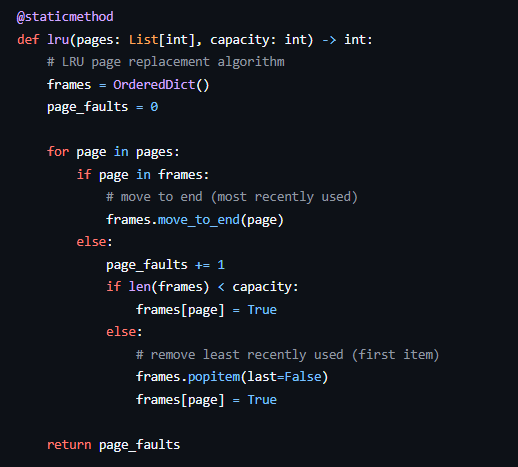 @staticmethod
def lru(pages: List[int], capacity: int) -> int:
    # LRU page replacement algorithm
    frames = OrderedDict()
    page_faults = 0

    for page in pages:
        if page in frames:
            # move to end (most recently used)
            frames.move_to_end(page)
        else:
            page_faults += 1
            if len(frames) < capacity:
                frames[page] = True
            else:
                # remove least recently used (first item)
                frames.popitem(last=False)
                frames[page] = True

    return page_faults